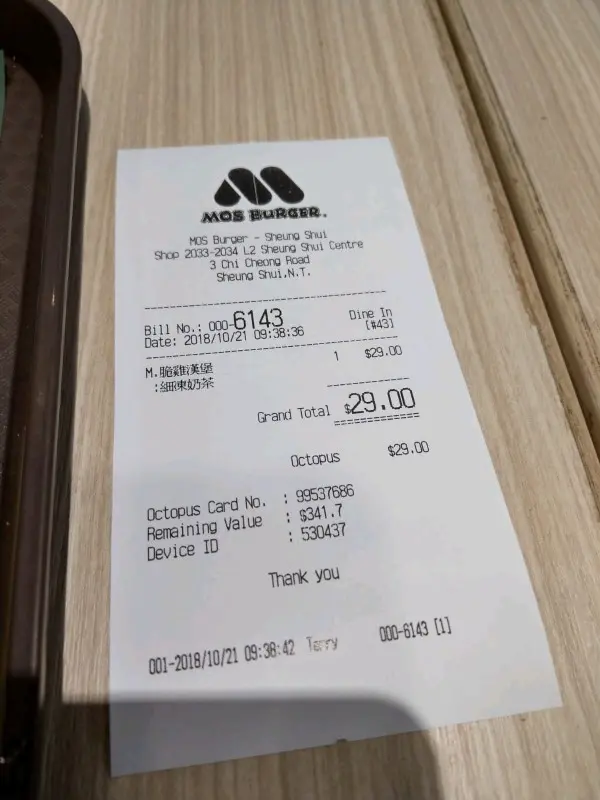 MOS BURGER.
MOS Burger - Sheung Shui
Shop 2033-2034 L2 Sheung Shui Centre
3 Chi Cheong Road
Sheung Shui,N.T.
Bill No.: 000-6143 Dine In
Date: 2018/10/21 09:38:36 [#43]
M.脆雞漢堡 1 $29.00
:細凍奶茶
Grand Total $29.00
Octopus $29.00
Octopus Card No. : 99537686
Remaining Value : $341.7
Device ID : 530437
Thank you
001-2018/10/21 09:38:42 Terry 000-6143 [1]